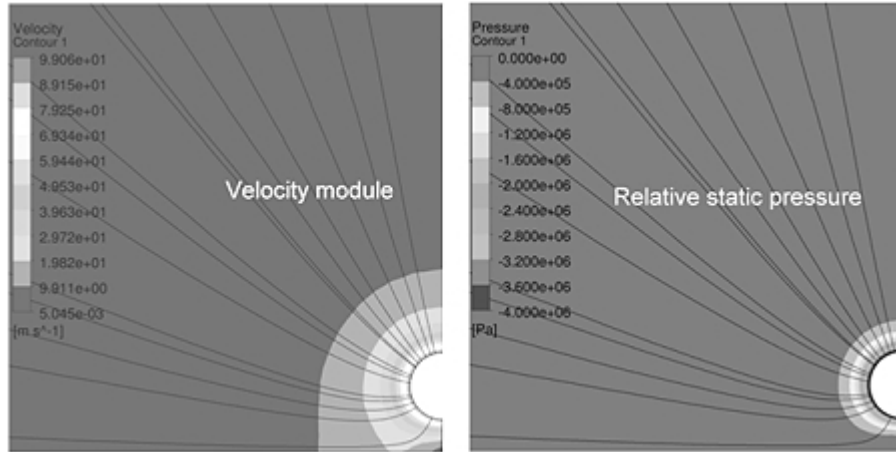 Velocity
Contour 1
9.906e+01
8.915e+01
7.925e+01
6.934e+01
5.944e+01
4.953e+01
3.963e+01
2.972e+01
1.982e+01
9.911e+00
5.045e-03
[m s^-1]
Velocity module
Pressure
Contour 1
0.000e+00
-4.000e+05
-8.000e+05
-1.200e+06
-1.600e+06
-2.000e+06
-2.400e+06
-2.800e+06
-3.200e+06
-3.600e+06
-4.000e+06
[Pa]
Relative static pressure